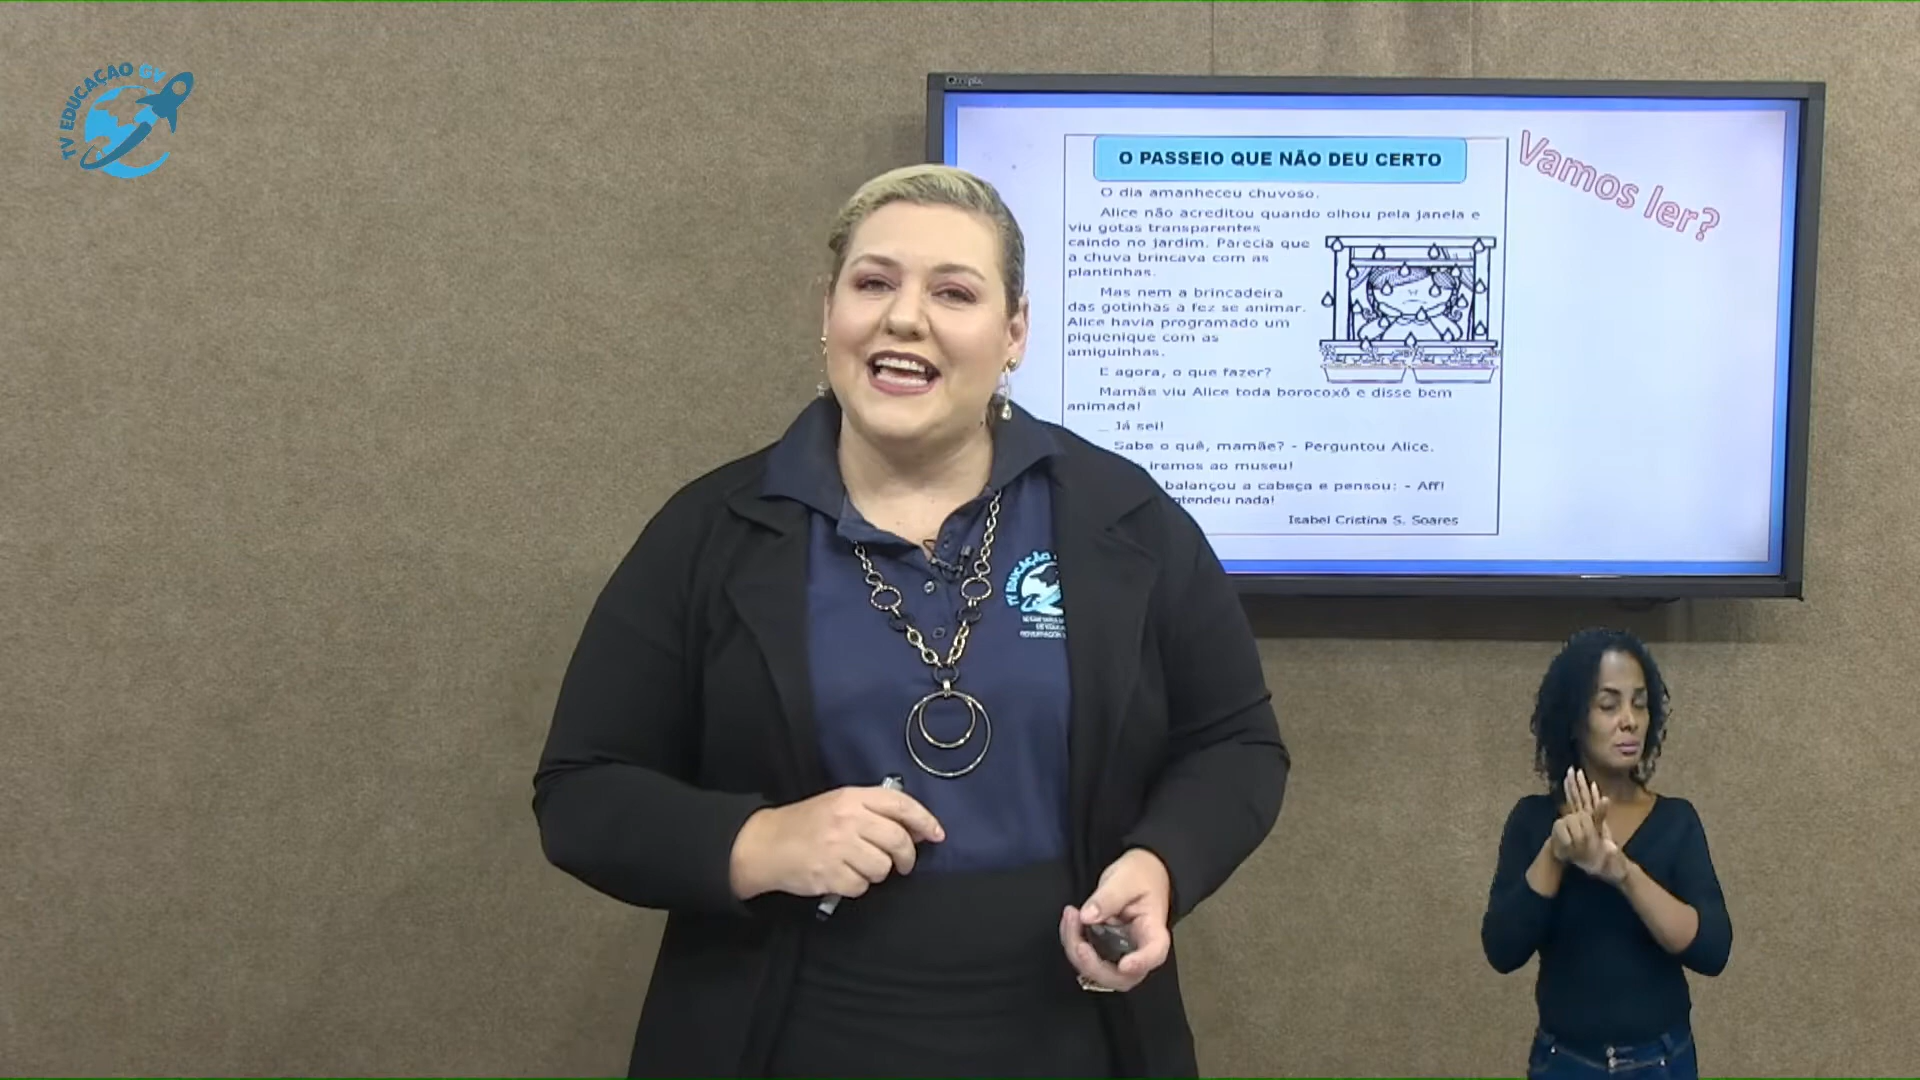 TV EDUCAÇÃO GV
O PASSEIO QUE NÃO DEU CERTO
Vamos ler?
O dia amanheceu chuvoso.
Alice não acreditou quando olhou pela janela e
viu gotas transparentes
caindo no jardim. Parecia que
a chuva brincava com as
plantinhas.
Mas nem a brincadeira
das gotinhas a fez se animar.
Alice havia programado um
piquenique com as
amiguinhas.
E agora, o que fazer?
Mamãe viu Alice toda borocoxô e disse bem
animada!
_ Já sei!
Sabe o quê, mamãe? - Perguntou Alice.
iremos ao museu!
balançou a cabeça e pensou: - Aff!
ntendeu nada!
Isabel Cristina S. Soares
TV EDUCAÇÃO